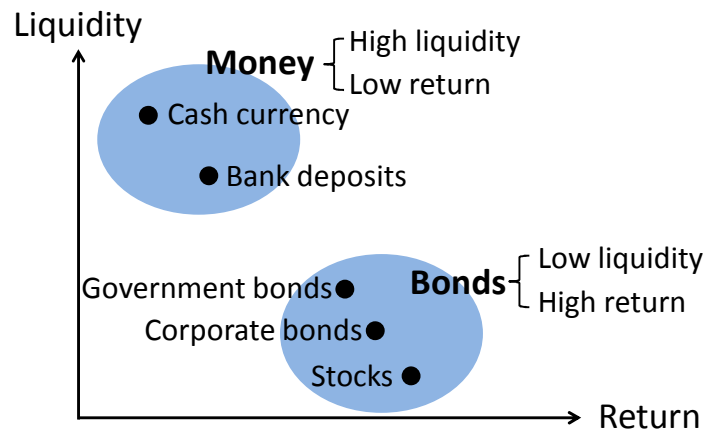 Liquidity
Money
High liquidity
Low return
Cash currency
Bank deposits
Bonds
Low liquidity
High return
Government bonds
Corporate bonds
Stocks
Return